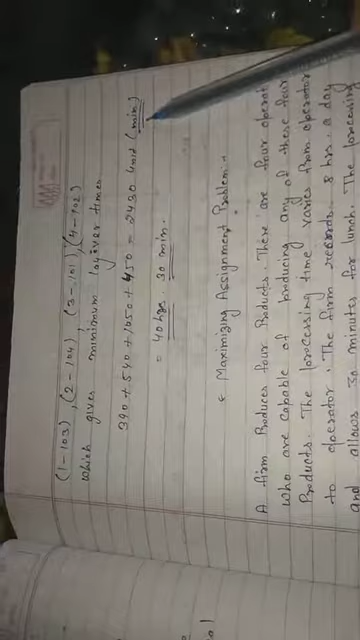 (1-103), (2-104), (3-101), (4-102)
which gives minimum layover times.
390 + 540 + 1050 + 450 = 2430 unit (min)
= 40 hrs 30 min.
Maximizing Assignment Problem :-
A firm Produces four Products. There are four operat
who are capable of producing any of these four
Products. The processing time varies from operator
to operator. The firm records 8 hrs. a day
and allows 30 minutes for lunch. The processing